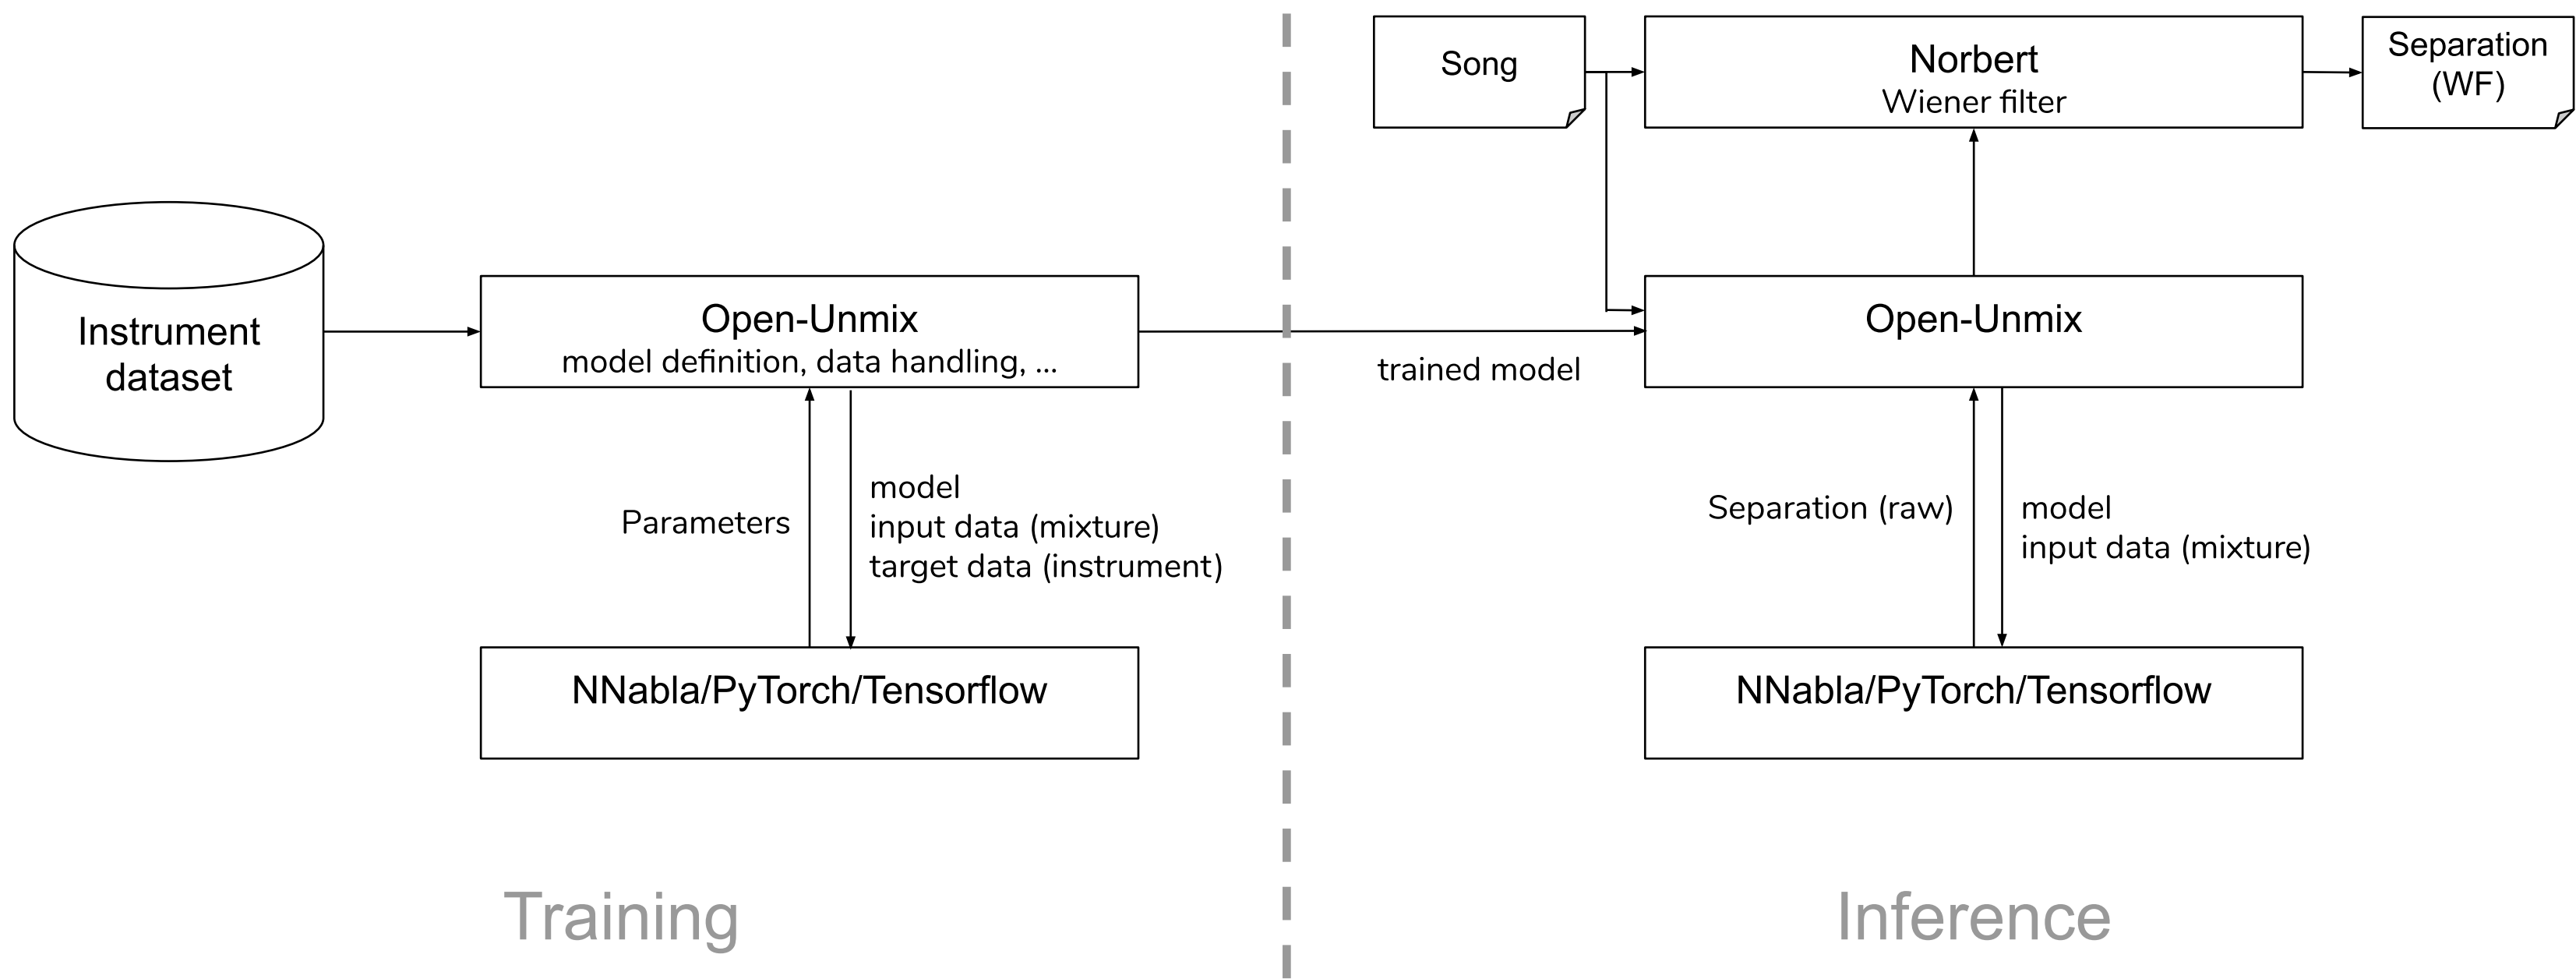 Instrument
dataset
Open-Unmix
model definition, data handling, ...
Parameters
model
input data (mixture)
target data (instrument)
NNabla/PyTorch/Tensorflow
Training
trained model
Song
Norbert
Wiener filter
Separation
(WF)
Open-Unmix
Separation (raw)
model
input data (mixture)
NNabla/PyTorch/Tensorflow
Inference